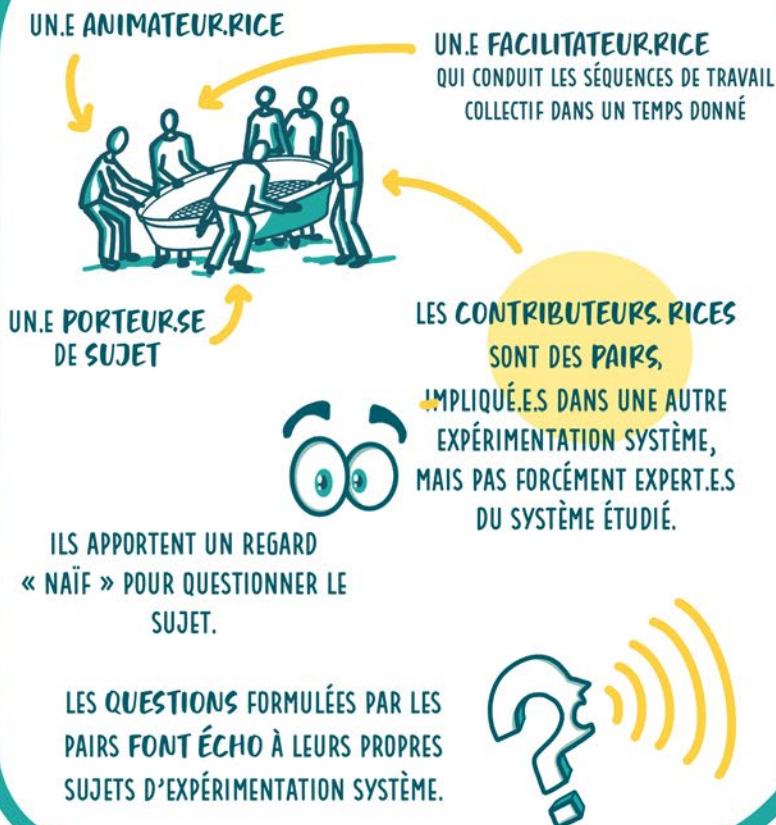 UN.E ANIMATEUR.RICE
UN.E FACILITATEUR.RICE
QUI CONDUIT LES SÉQUENCES DE TRAVAIL
COLLECTIF DANS UN TEMPS DONNÉ
UN.E PORTEUR.SE
DE SUJET
LES CONTRIBUTEURS. RICES
SONT DES PAIRS,
IMPLIQUÉ.E.S DANS UNE AUTRE
EXPÉRIMENTATION SYSTÈME,
MAIS PAS FORCÉMENT EXPERT.E.S
DU SYSTÈME ÉTUDIÉ.
ILS APPORTENT UN REGARD
« NAÏF » POUR QUESTIONNER LE
SUJET.
LES QUESTIONS FORMULÉES PAR LES
PAIRS FONT ÉCHO À LEURS PROPRES
SUJETS D'EXPÉRIMENTATION SYSTÈME.